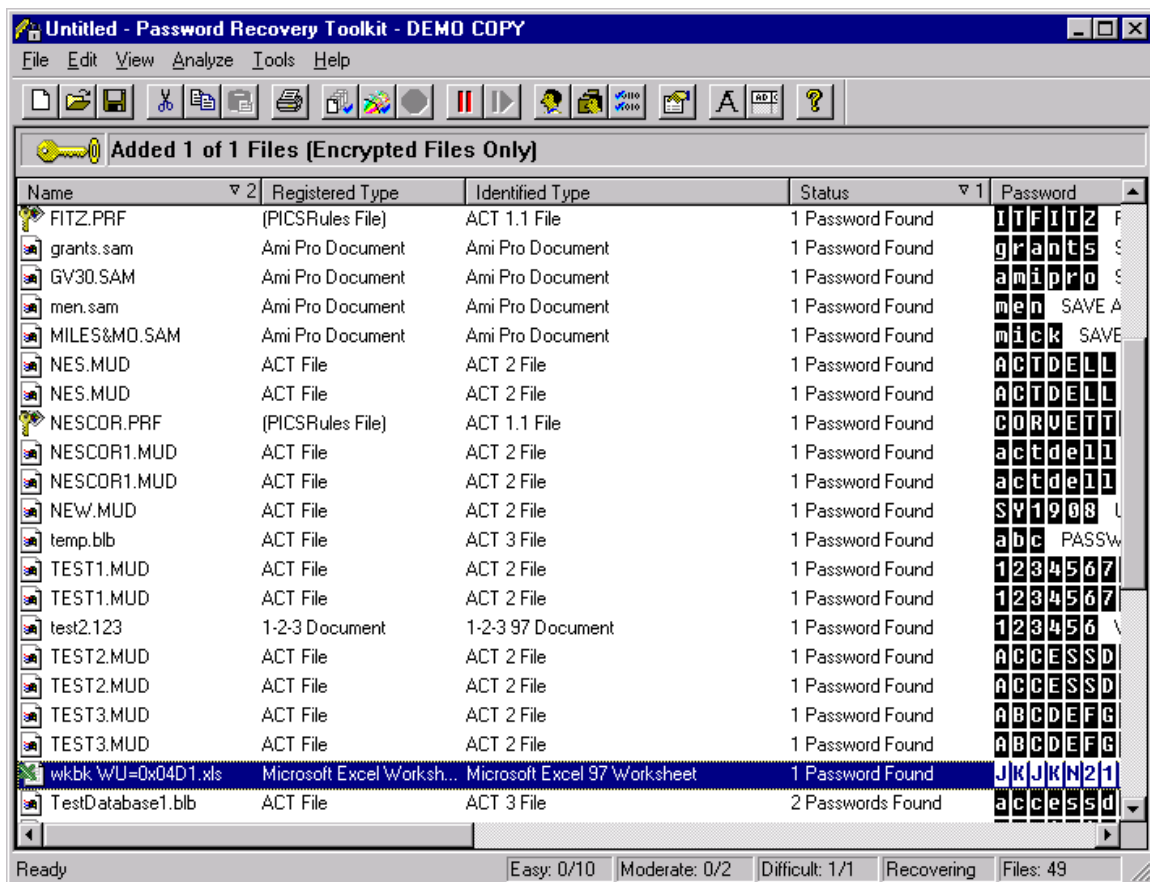 Untitled - Password Recovery Toolkit - DEMO COPY
File Edit View Analyze Tools Help
Added 1 of 1 Files (Encrypted Files Only)
Name 2 Registered Type Identified Type Status 1 Password
FITZ.PRF (PICSRules File) ACT 1.1 File 1 Password Found ITFITZ
grants.sam Ami Pro Document Ami Pro Document 1 Password Found grants S
GV30.SAM Ami Pro Document Ami Pro Document 1 Password Found amipro S
men.sam Ami Pro Document Ami Pro Document 1 Password Found men SAVE A
MILES&MO.SAM Ami Pro Document Ami Pro Document 1 Password Found mick SAVE
NES.MUD ACT File ACT 2 File 1 Password Found ACTDELL
NES.MUD ACT File ACT 2 File 1 Password Found ACTDELL
NESCOR.PRF (PICSRules File) ACT 1.1 File 1 Password Found CORVETT
NESCOR1.MUD ACT File ACT 2 File 1 Password Found actdell
NESCOR1.MUD ACT File ACT 2 File 1 Password Found actdell
NEW.MUD ACT File ACT 2 File 1 Password Found SY1908
temp.blb ACT File ACT 3 File 1 Password Found abc PASSW
TEST1.MUD ACT File ACT 2 File 1 Password Found 1234567
TEST1.MUD ACT File ACT 2 File 1 Password Found 1234567
test2.123 1-2-3 Document 1-2-3 97 Document 1 Password Found 123456
TEST2.MUD ACT File ACT 2 File 1 Password Found ACCESSD
TEST2.MUD ACT File ACT 2 File 1 Password Found ACCESSD
TEST3.MUD ACT File ACT 2 File 1 Password Found ABCDEFG
TEST3.MUD ACT File ACT 2 File 1 Password Found ABCDEFG
wkbk WU=0x04D1.xls Microsoft Excel Worksh... Microsoft Excel 97 Worksheet 1 Password Found JKJKN21
TestDatabase1.blb ACT File ACT 3 File 2 Passwords Found accessd
Ready Easy: 0/10 Moderate: 0/2 Difficult: 1/1 Recovering Files: 49